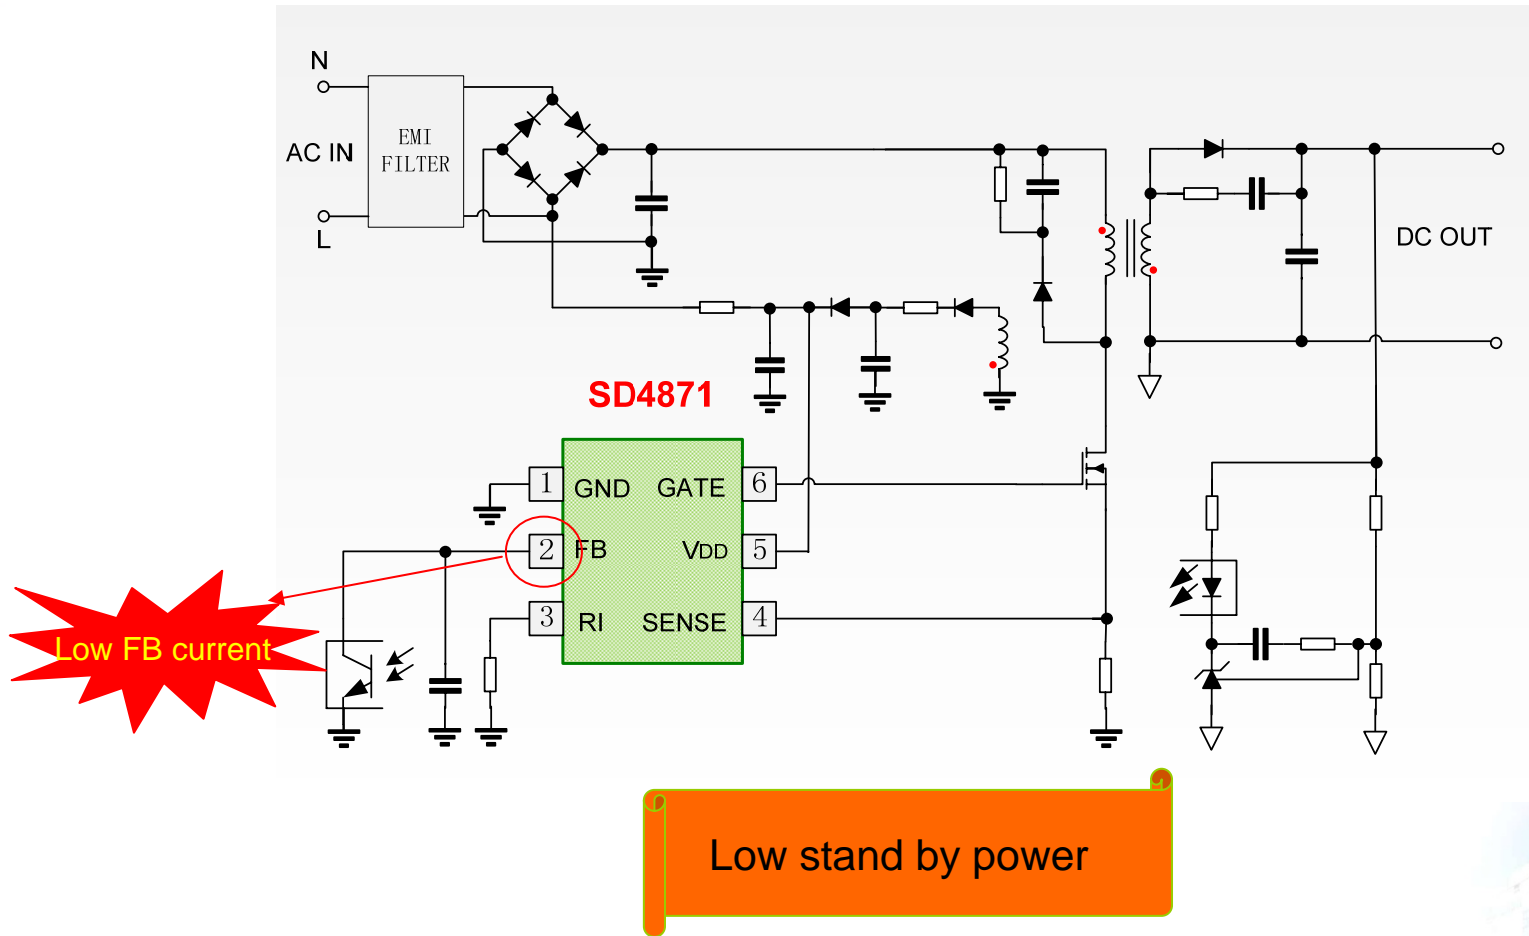 N
AC IN
L
EMI
FILTER
DC OUT
SD4871
1 GND GATE 6
2 FB VDD 5
3 RI SENSE 4
Low FB current
Low stand by power